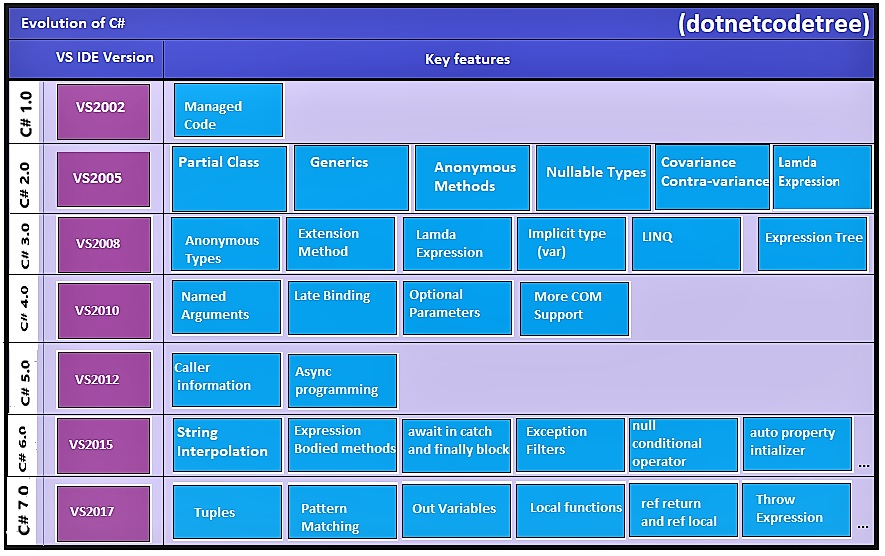 Evolution of C#
(dotnetcodetree)
VS IDE Version
Key features
C# 1.0
VS2002
Managed
Code
C# 2.0
VS2005
Partial Class
Generics
Anonymous
Methods
Nullable Types
Covariance
Contra-variance
Lamda
Expression
C# 3.0
VS2008
Anonymous
Types
Extension
Method
Lamda
Expression
Implicit type
(var)
LINQ
Expression Tree
C# 4.0
VS2010
Named
Arguments
Late Binding
Optional
Parameters
More COM
Support
C# 5.0
VS2012
Caller
information
Async
programming
C# 6.0
VS2015
String
Interpolation
Expression
Bodied methods
await in catch
and finally block
Exception
Filters
null
conditional
operator
auto property
intializer
...
C# 7 0
VS2017
Tuples
Pattern
Matching
Out Variables
Local functions
ref return
and ref local
Throw
Expression
...